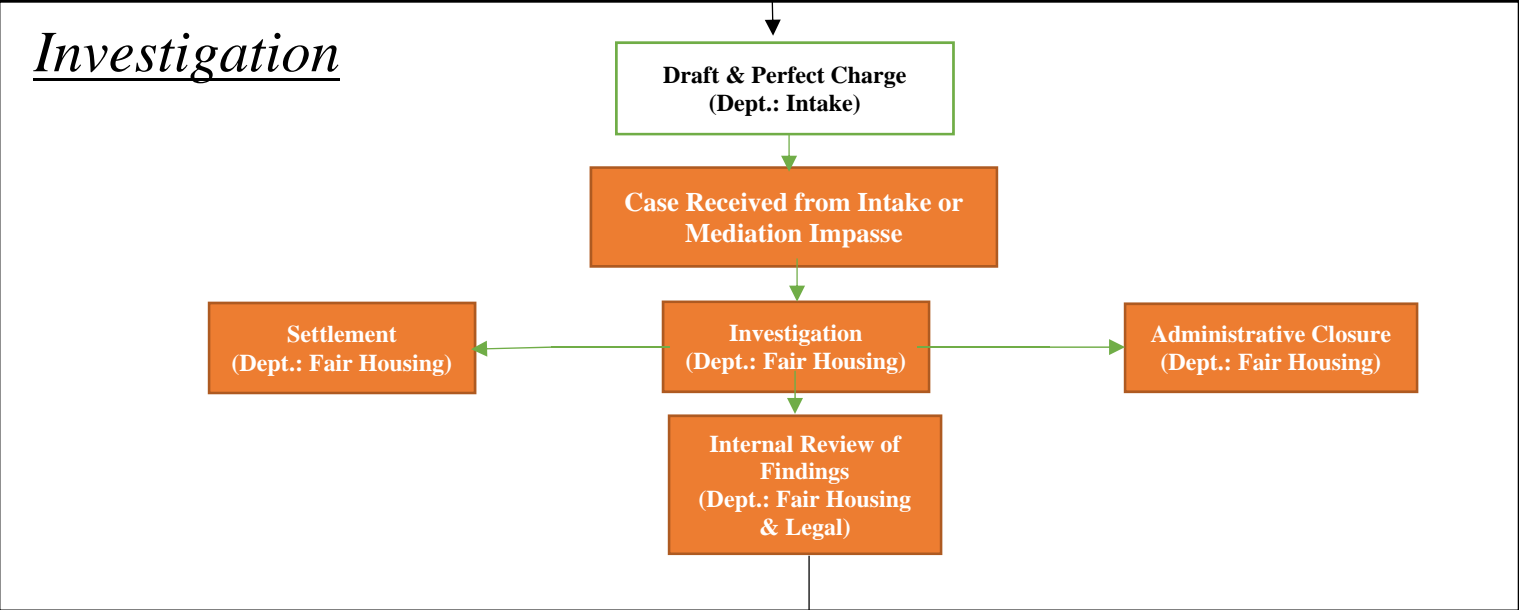 Investigation
Draft & Perfect Charge
(Dept.: Intake)
Case Received from Intake or
Mediation Impasse
Settlement
(Dept.: Fair Housing)
Investigation
(Dept.: Fair Housing)
Administrative Closure
(Dept.: Fair Housing)
Internal Review of
Findings
(Dept.: Fair Housing
& Legal)